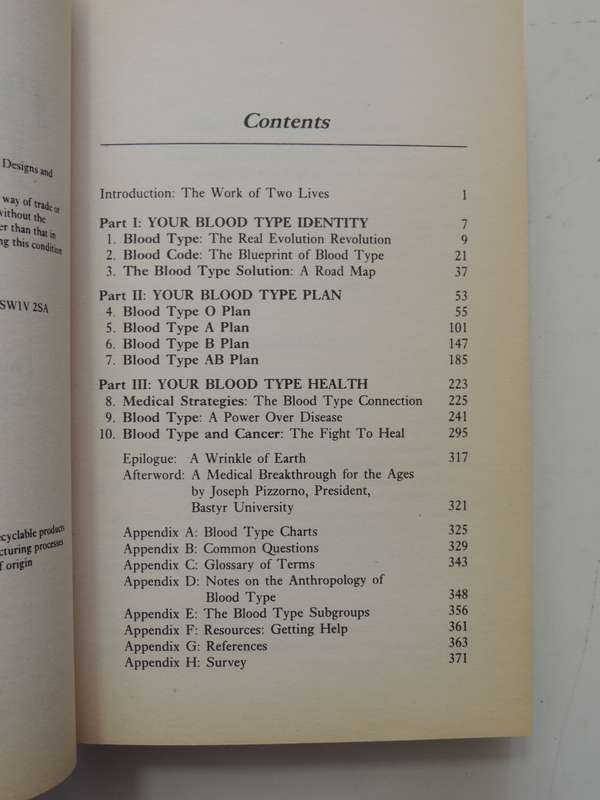 Designs and
way of trade or
without the
er than that in
ng this condition
SW1V 2SA
ecyclable products
cturing processes
f origin
Contents
Introduction: The Work of Two Lives 1
Part I: YOUR BLOOD TYPE IDENTITY 7
1. Blood Type: The Real Evolution Revolution 9
2. Blood Code: The Blueprint of Blood Type 21
3. The Blood Type Solution: A Road Map 37
Part II: YOUR BLOOD TYPE PLAN 53
4. Blood Type O Plan 55
5. Blood Type A Plan 101
6. Blood Type B Plan 147
7. Blood Type AB Plan 185
Part III: YOUR BLOOD TYPE HEALTH 223
8. Medical Strategies: The Blood Type Connection 225
9. Blood Type: A Power Over Disease 241
10. Blood Type and Cancer: The Fight To Heal 295
Epilogue: A Wrinkle of Earth 317
Afterword: A Medical Breakthrough for the Ages
by Joseph Pizzorno, President,
Bastyr University 321
Appendix A: Blood Type Charts 325
Appendix B: Common Questions 329
Appendix C: Glossary of Terms 343
Appendix D: Notes on the Anthropology of
Blood Type 348
Appendix E: The Blood Type Subgroups 356
Appendix F: Resources: Getting Help 361
Appendix G: References 363
Appendix H: Survey 371